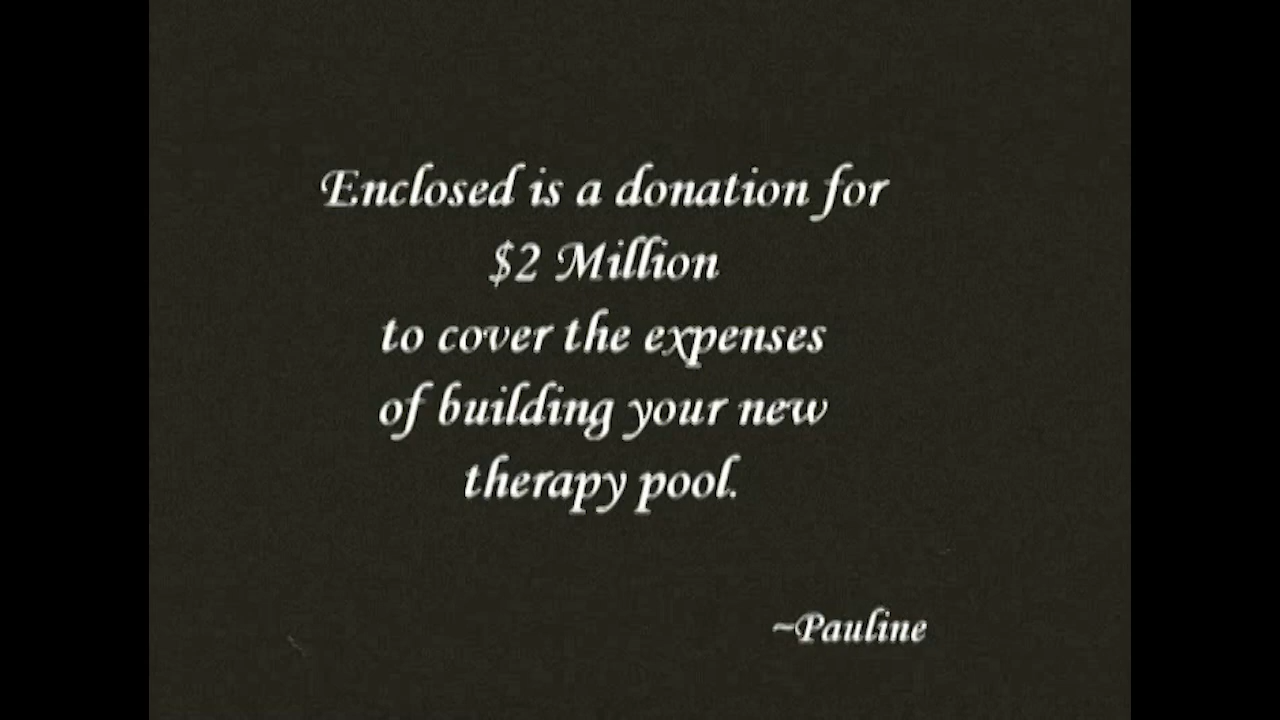 Enclosed is a donation for
$2 Million
to cover the expenses
of building your new
therapy pool.
~Pauline